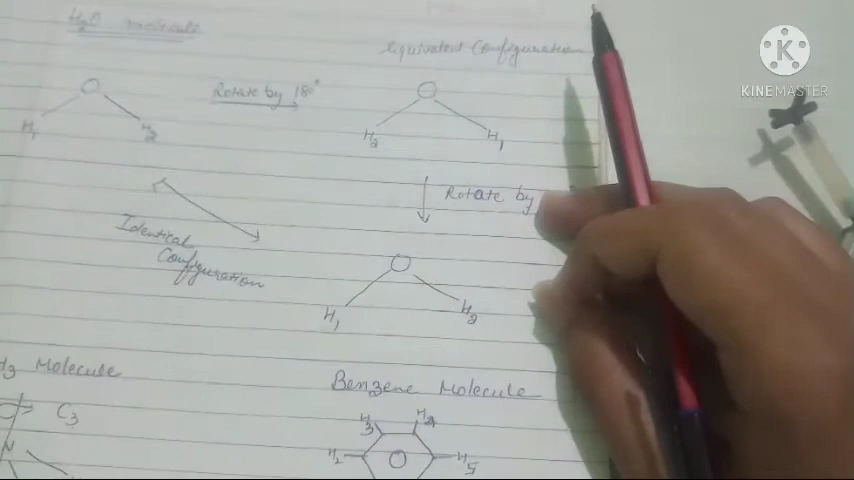 H2O molecule
equivalent Configuration
Rotate by 180°
O
H1
H2
O
H2
H1
Rotate by
Identical
Configuration
O
H1
H2
H3 Molecule
C3
N
Benzene Molecule
H3
H4
H2
H5
K
KINEMASTER